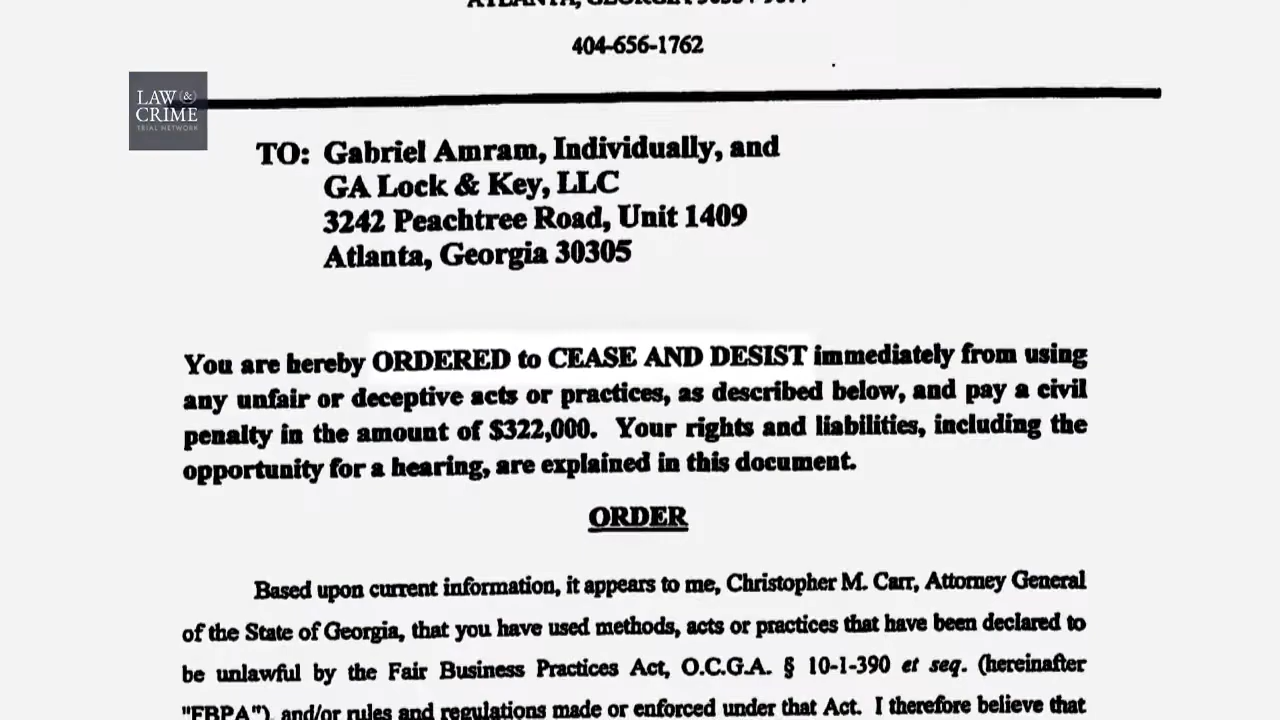 ATLANTA, GEORGIA
404-656-1762
LAW (&)
CRIME
TRIAL NETWORK
TO: Gabriel Amram, Individually, and
GA Lock & Key, LLC
3242 Peachtree Road, Unit 1409
Atlanta, Georgia 30305
You are hereby ORDERED to CEASE AND DESIST immediately from using
any unfair or deceptive acts or practices, as described below, and pay a civil
penalty in the amount of $322,000. Your rights and liabilities, including the
opportunity for a hearing, are explained in this document.
ORDER
Based upon current information, it appears to me, Christopher M. Carr, Attorney General
of the State of Georgia, that you have used methods, acts or practices that have been declared to
be unlawful by the Fair Business Practices Act, O.C.G.A. § 10-1-390 et seq. (hereinafter
"FBPA"), and/or rules and regulations made or enforced under that Act. I therefore believe that